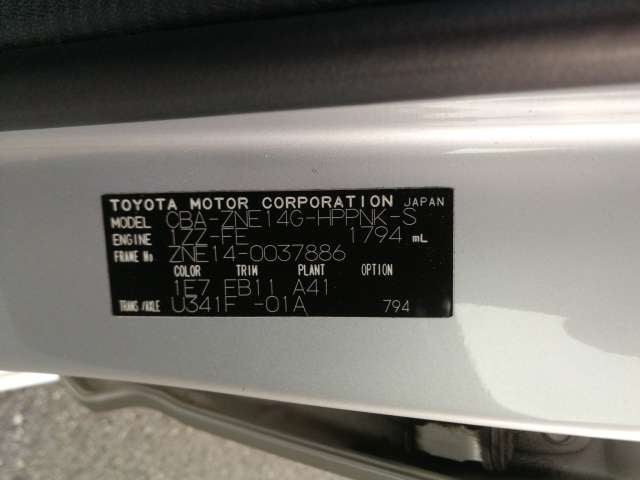 TOYOTA MOTOR CORPORATION JAPAN
MODEL CBA-ZNE14G-HPPNK-S
ENGINE 1ZZ-FE 1794 mL
FRAME No ZNE14-0037886
COLOR TRIM PLANT OPTION
1E7 FB11 A41
TRANS/AXLE U341F -01A 794